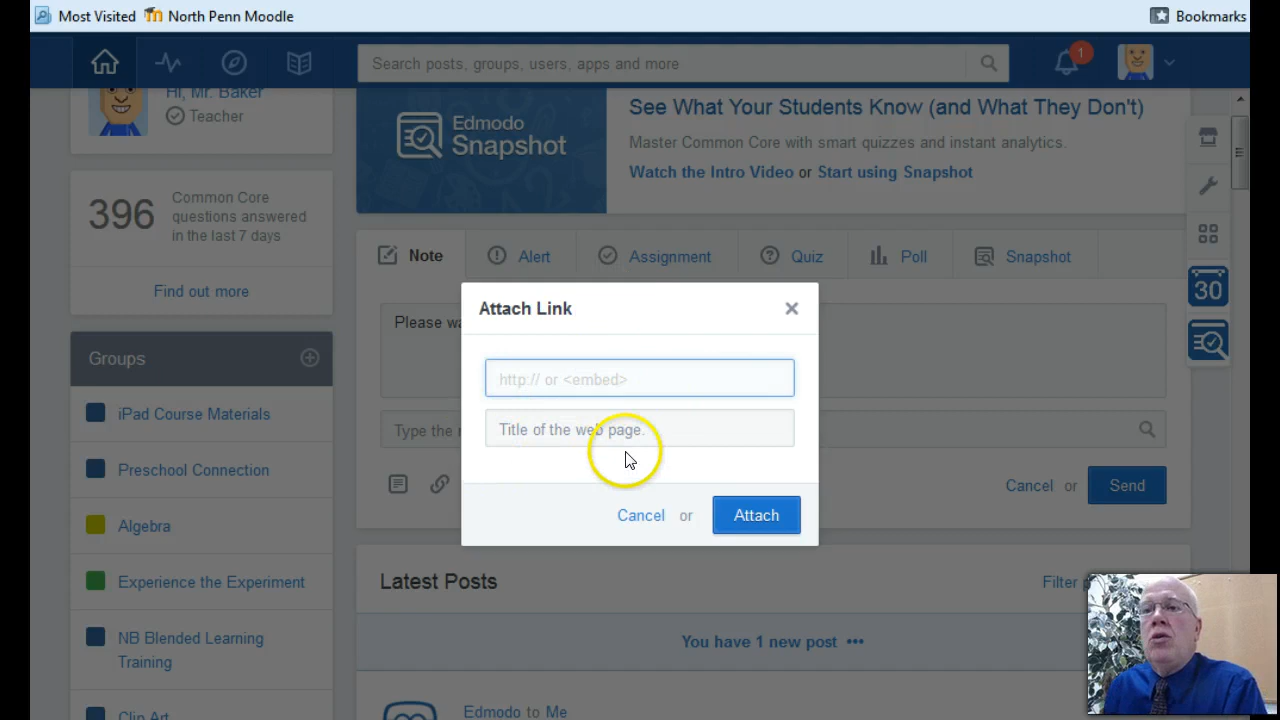 Most Visited North Penn Moodle Bookmarks
Search posts, groups, users, apps and more 1
Hi, Mr. Baker
Teacher
396 Common Core
questions answered
in the last 7 days
Find out more
Groups
iPad Course Materials
Preschool Connection
Algebra
Experience the Experiment
NB Blended Learning
Training
Clip Art
Edmodo
Snapshot
See What Your Students Know (and What They Don't)
Master Common Core with smart quizzes and instant analytics.
Watch the Intro Video or Start using Snapshot
Note Alert Assignment Quiz Poll Snapshot
Please
Type the
Cancel or Send
Attach Link
http:// or <embed>
Title of the web page.
Cancel or Attach
Latest Posts Filter
You have 1 new post •••
Edmodo to Me
30